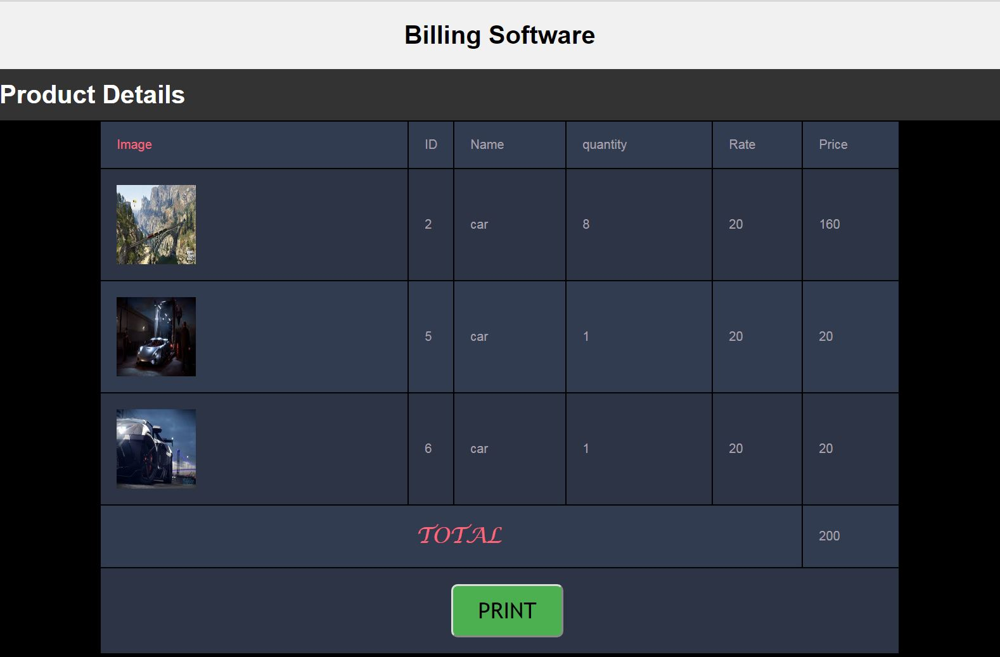 Billing Software
Product Details
Image ID Name quantity Rate Price
2 car 8 20 160
5 car 1 20 20
6 car 1 20 20
TOTAL 200
PRINT